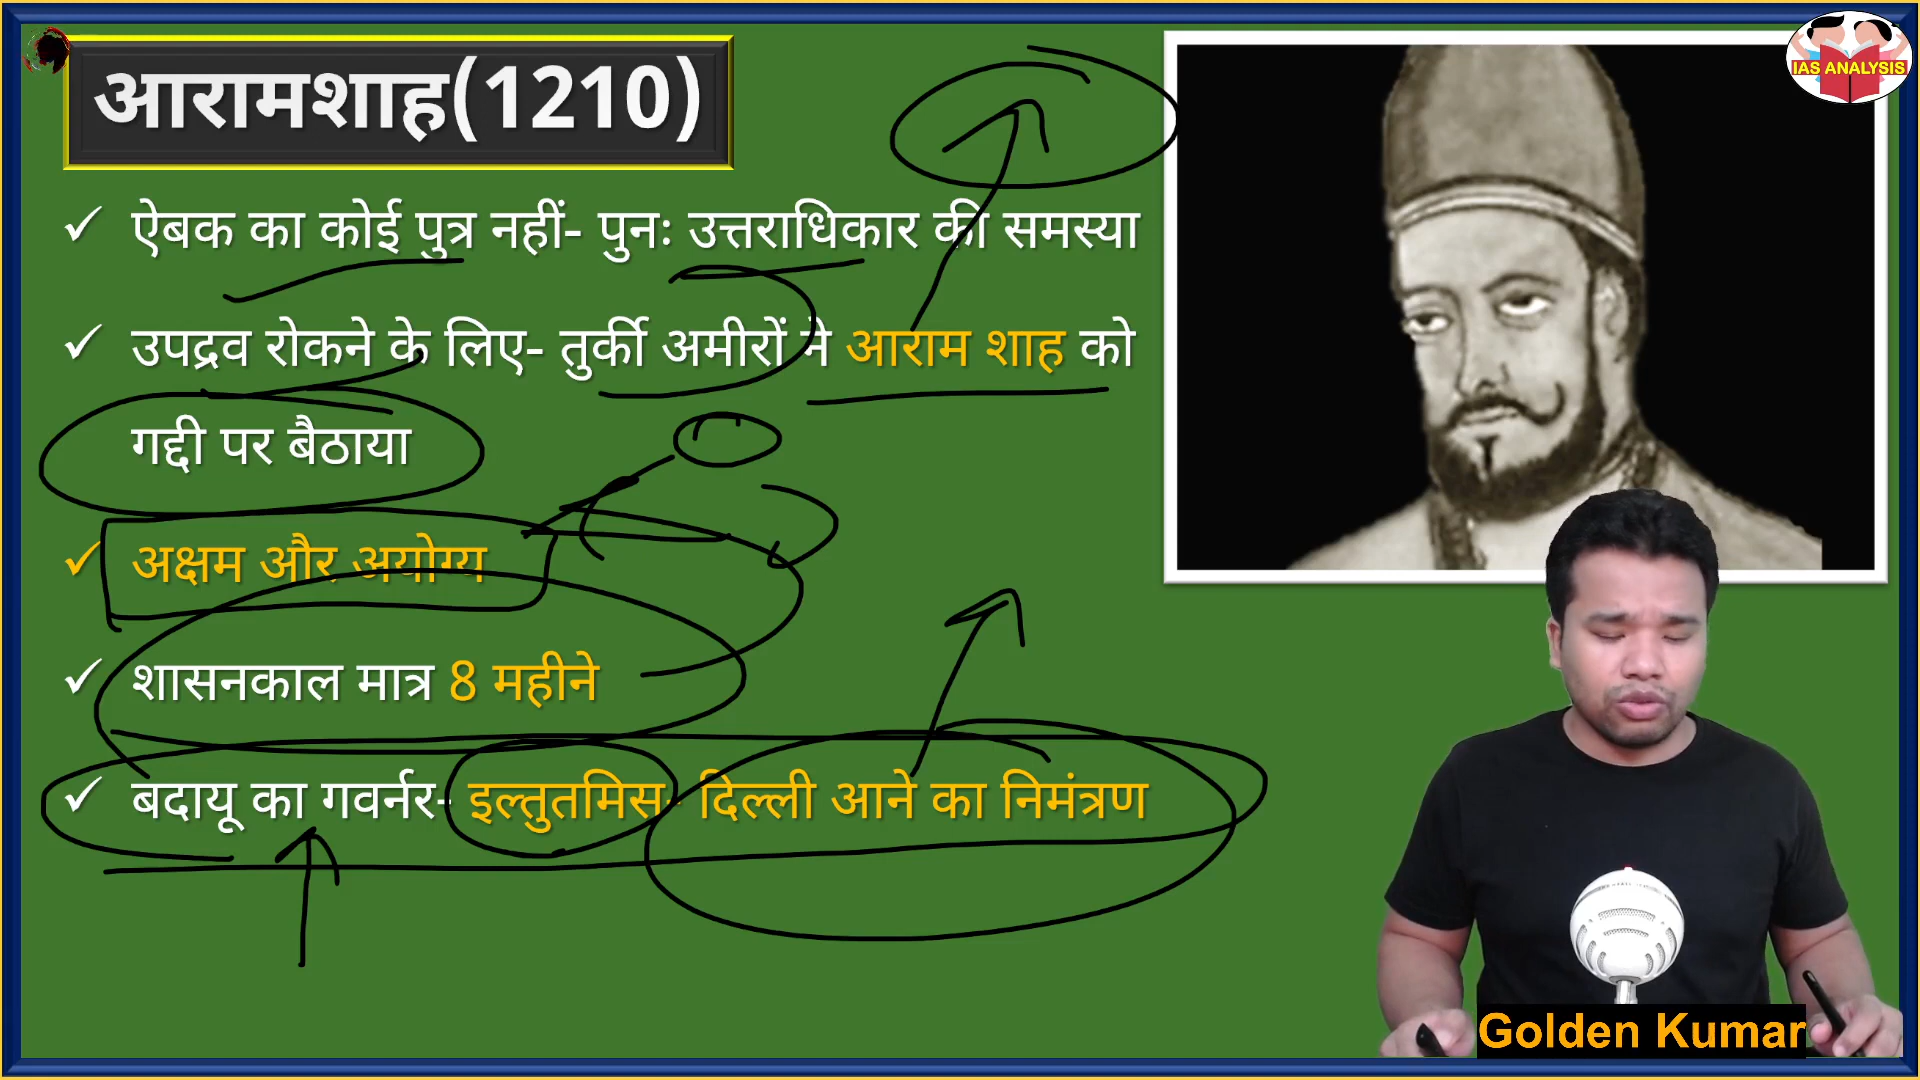 आरामशाह(1210)
IAS ANALYSIS
ऐबक का कोई पुत्र नहीं- पुनः उत्तराधिकार की समस्या
उपद्रव रोकने के लिए- तुर्की अमीरों ने आराम शाह को
गद्दी पर बैठाया
अक्षम और अयोग्य
शासनकाल मात्र 8 महीने
बदायू का गवर्नर- इल्तुतमिस- दिल्ली आने का निमंत्रण
Golden Kumar